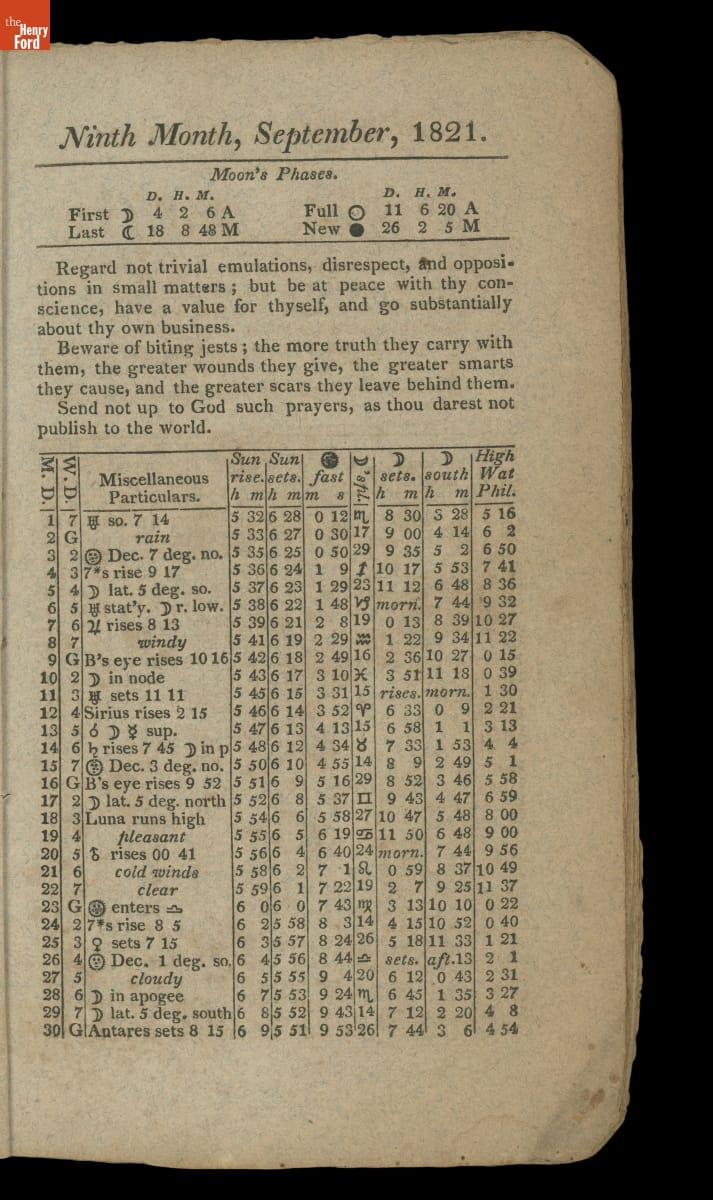 the
Henry
Ford
Ninth Month, September, 1821.
Moon's Phases.
D. H. M. D. H. M.
First ☽ 4 2 6 A Full ○ 11 6 20 A
Last ☾ 18 8 48 M New ● 26 2 5 M
Regard not trivial emulations, disrespect, and opposi-
tions in small matters; but be at peace with thy con-
science, have a value for thyself, and go substantially
about thy own business.
Beware of biting jests; the more truth they carry with
them, the greater wounds they give, the greater smarts
they cause, and the greater scars they leave behind them.
Send not up to God such prayers, as thou darest not
publish to the world.
M. D. W. D. Miscellaneous Particulars. Sun rise. h m Sun sets. h m ☉ fast m s ☽'s pl. ☽ sets. h m ☽ south h m High Wat Phil.
1 7 ♅ so. 7 14 5 32 6 28 0 12 ♏ 8 30 3 28 5 16
2 G rain 5 33 6 27 0 30 17 9 00 4 14 6 2
3 2 ☉ Dec. 7 deg. no. 5 35 6 25 0 50 29 9 35 5 2 6 50
4 3 7*s rise 9 17 5 36 6 24 1 9 ♐ 10 17 5 53 7 41
5 4 ☽ lat. 5 deg. so. 5 37 6 23 1 29 23 11 12 6 48 8 36
6 5 ♅ stat'y. ☽ r. low. 5 38 6 22 1 48 ♑ morn. 7 44 9 32
7 6 ♃ rises 8 13 5 39 6 21 2 8 19 0 13 8 39 10 27
8 7 windy 5 41 6 19 2 29 ♒ 1 22 9 34 11 22
9 G B's eye rises 10 16 5 42 6 18 2 49 16 2 36 10 27 0 15
10 2 ☽ in node 5 43 6 17 3 10 ♓ 3 51 11 18 0 39
11 3 ♅ sets 11 11 5 45 6 15 3 31 15 rises. morn. 1 30
12 4 Sirius rises 2 15 5 46 6 14 3 52 ♈ 6 33 0 9 2 21
13 5 ☌ ☽ ☿ sup. 5 47 6 13 4 13 15 6 58 1 1 3 13
14 6 ♄ rises 7 45 ☽ in p 5 48 6 12 4 34 ♉ 7 33 1 53 4 4
15 7 ☉ Dec. 3 deg. no. 5 50 6 10 4 55 14 8 9 2 49 5 1
16 G B's eye rises 9 52 5 51 6 9 5 16 29 8 52 3 46 5 58
17 2 ☽ lat. 5 deg. north 5 52 6 8 5 37 ♊ 9 43 4 47 6 59
18 3 Luna runs high 5 54 6 6 5 58 27 10 47 5 48 8 00
19 4 pleasant 5 55 6 5 6 19 ♋ 11 50 6 48 9 00
20 5 rises 00 41 5 56 6 4 6 40 24 morn. 7 44 9 56
21 6 cold winds 5 58 6 2 7 1 ♌ 0 59 8 37 10 49
22 7 clear 5 59 6 1 7 22 19 2 7 9 25 11 37
23 G ☉ enters ♎ 6 0 6 0 7 43 ♍ 3 13 10 10 0 22
24 2 7*s rise 8 5 6 2 5 58 8 3 14 4 15 10 52 0 40
25 3 ♀ sets 7 15 6 3 5 57 8 24 26 5 18 11 33 1 21
26 4 ☉ Dec. 1 deg. so. 6 4 5 56 8 44 ♎ sets. aft.13 2 1
27 5 cloudy 6 5 5 55 9 4 20 6 12 0 43 2 31
28 6 ☽ in apogee 6 7 5 53 9 24 ♏ 6 45 1 35 3 27
29 7 ☽ lat. 5 deg. south 6 8 5 52 9 43 14 7 12 2 20 4 8
30 G Antares sets 8 15 6 9 5 51 9 53 26 7 44 3 6 4 54